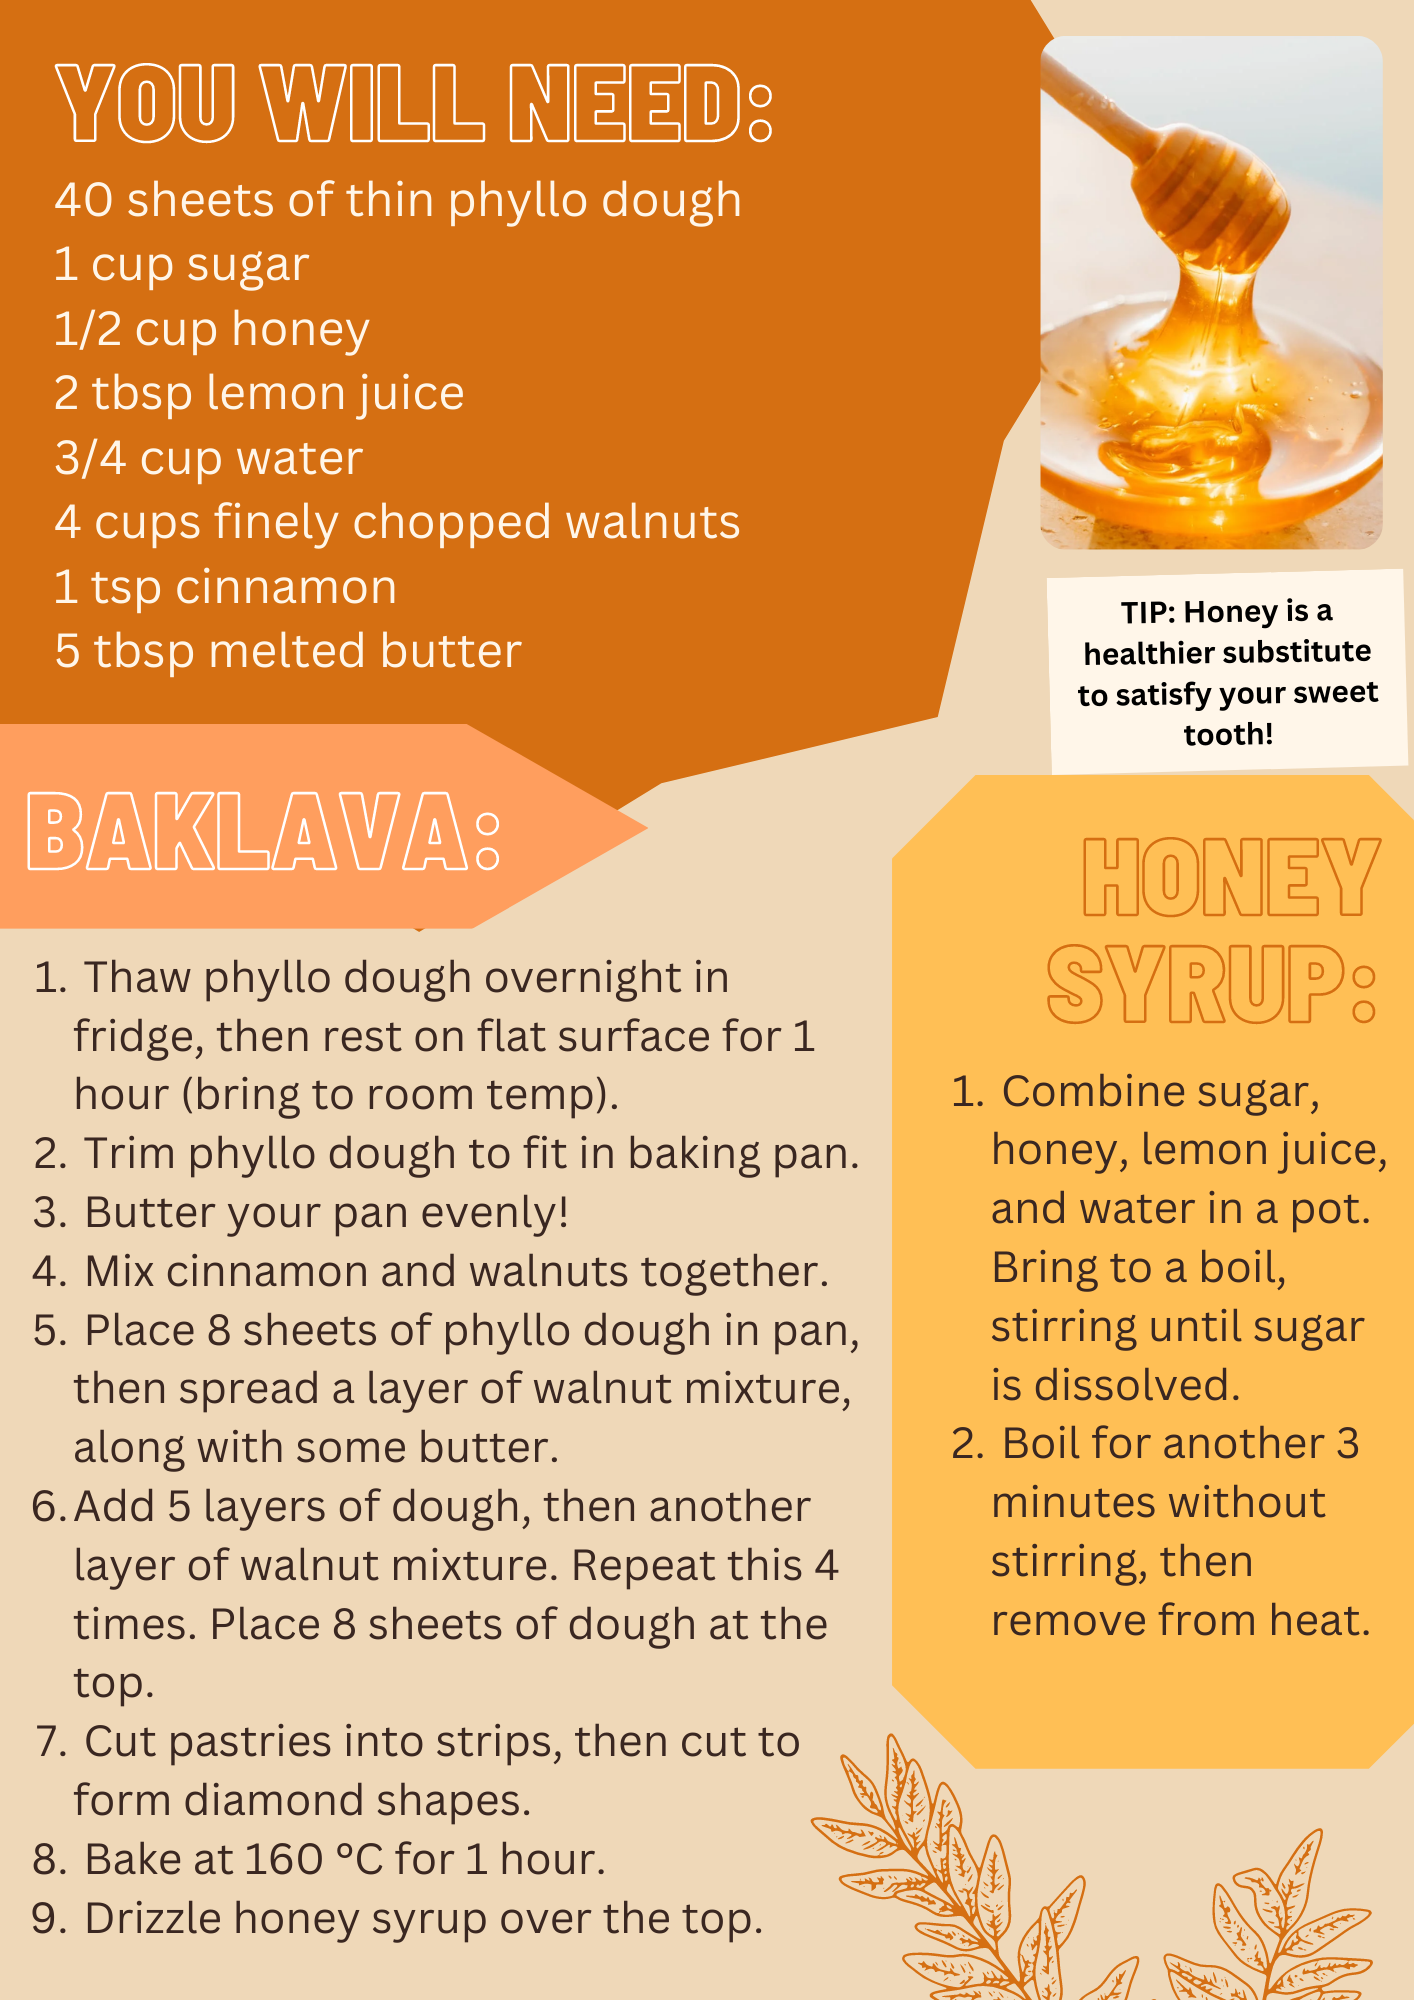 YOU WILL NEED:
40 sheets of thin phyllo dough
1 cup sugar
1/2 cup honey
2 tbsp lemon juice
3/4 cup water
4 cups finely chopped walnuts
1 tsp cinnamon
5 tbsp melted butter
TIP: Honey is a
healthier substitute
to satisfy your sweet
tooth!
BAKLAVA:
1. Thaw phyllo dough overnight in
fridge, then rest on flat surface for 1
hour (bring to room temp).
2. Trim phyllo dough to fit in baking pan.
3. Butter your pan evenly!
4. Mix cinnamon and walnuts together.
5. Place 8 sheets of phyllo dough in pan,
then spread a layer of walnut mixture,
along with some butter.
6. Add 5 layers of dough, then another
layer of walnut mixture. Repeat this 4
times. Place 8 sheets of dough at the
top.
7. Cut pastries into strips, then cut to
form diamond shapes.
8. Bake at 160 °C for 1 hour.
9. Drizzle honey syrup over the top.
HONEY
SYRUP:
1. Combine sugar,
honey, lemon juice,
and water in a pot.
Bring to a boil,
stirring until sugar
is dissolved.
2. Boil for another 3
minutes without
stirring, then
remove from heat.